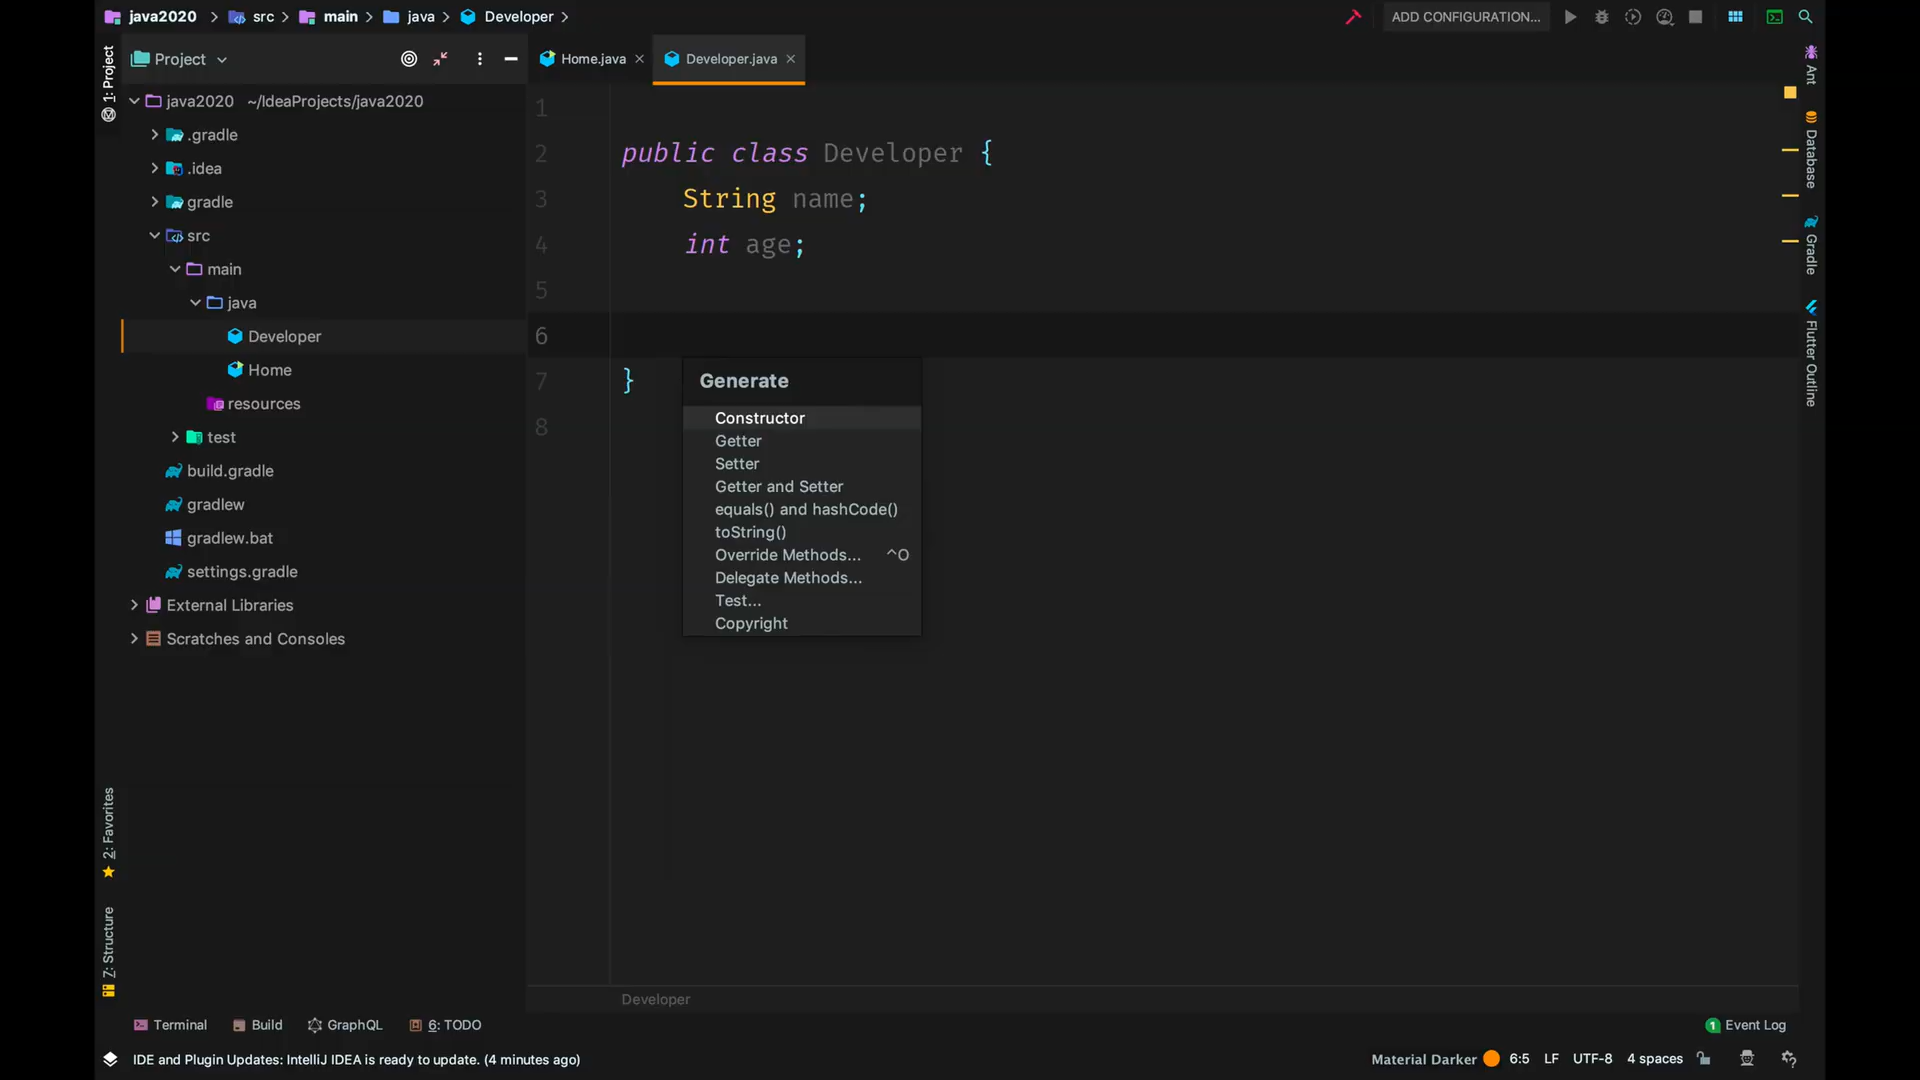 java2020 > src > main > java > Developer >
ADD CONFIGURATION...
1: Project
Project
Home.java
Developer.java
java2020 ~/IdeaProjects/java2020
.gradle
.idea
gradle
src
main
java
Developer
Home
resources
test
build.gradle
gradlew
gradlew.bat
settings.gradle
External Libraries
Scratches and Consoles
1
2 public class Developer {
3 String name;
4 int age;
5
6
7 }
8
Generate
Constructor
Getter
Setter
Getter and Setter
equals() and hashCode()
toString()
Override Methods... ^O
Delegate Methods...
Test...
Copyright
Ant
Database
Gradle
Flutter Outline
2: Favorites
Z: Structure
Developer
Terminal
Build
GraphQL
6: TODO
1 Event Log
IDE and Plugin Updates: IntelliJ IDEA is ready to update. (4 minutes ago)
Material Darker 6:5 LF UTF-8 4 spaces